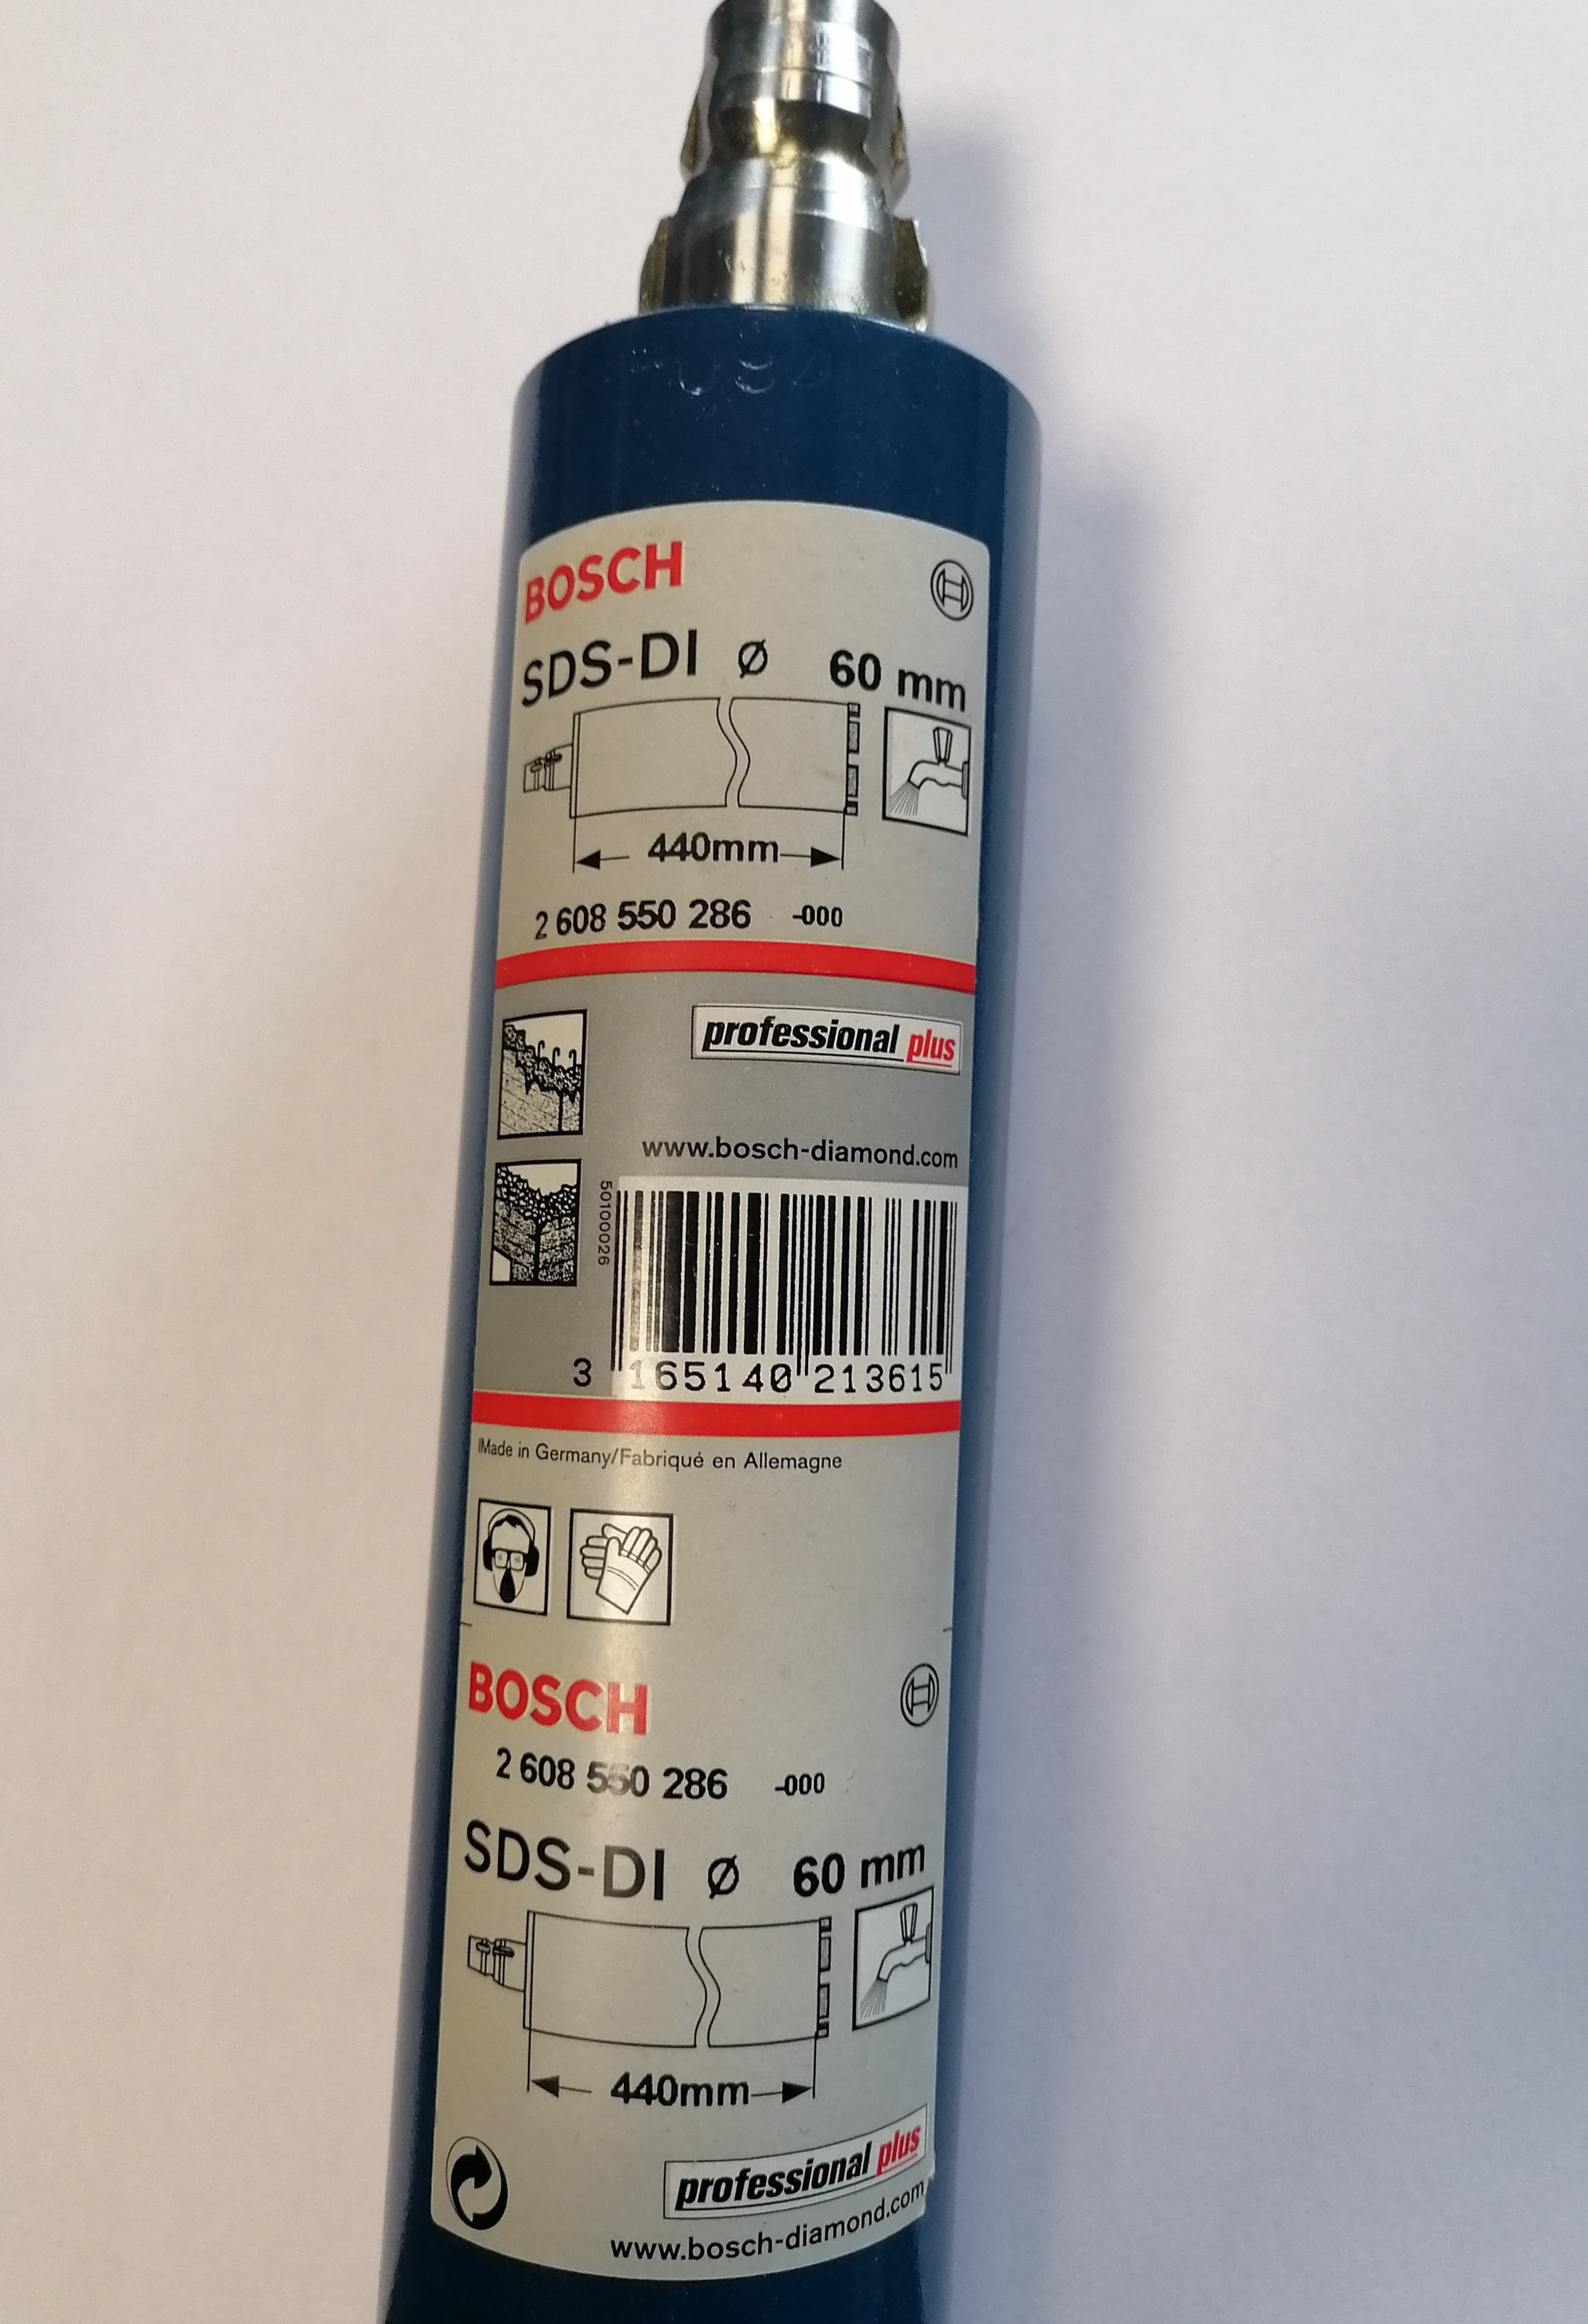 BOSCH
SDS-DI ø 60 mm
440mm
2 608 550 286 -000
professional plus
www.bosch-diamond.com
50100026
3 165140 213615
Made in Germany/Fabriqué en Allemagne
BOSCH
2 608 550 286 -000
SDS-DI ø 60 mm
440mm
professional plus
www.bosch-diamond.com